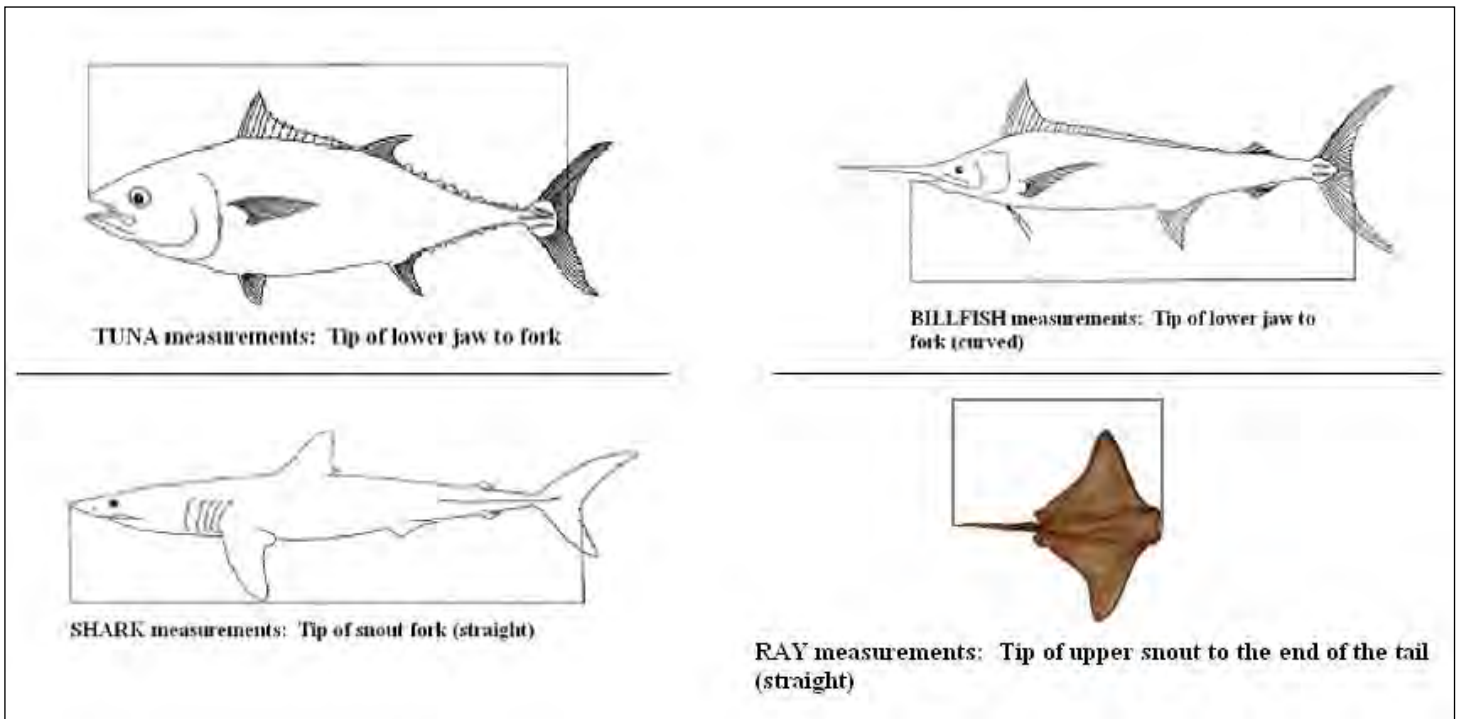 TUNA measurements: Tip of lower jaw to fork
BILLFISH measurements: Tip of lower jaw to
fork (curved)
SHARK measurements: Tip of snout fork (straight)
RAY measurements: Tip of upper snout to the end of the tail
(straight)